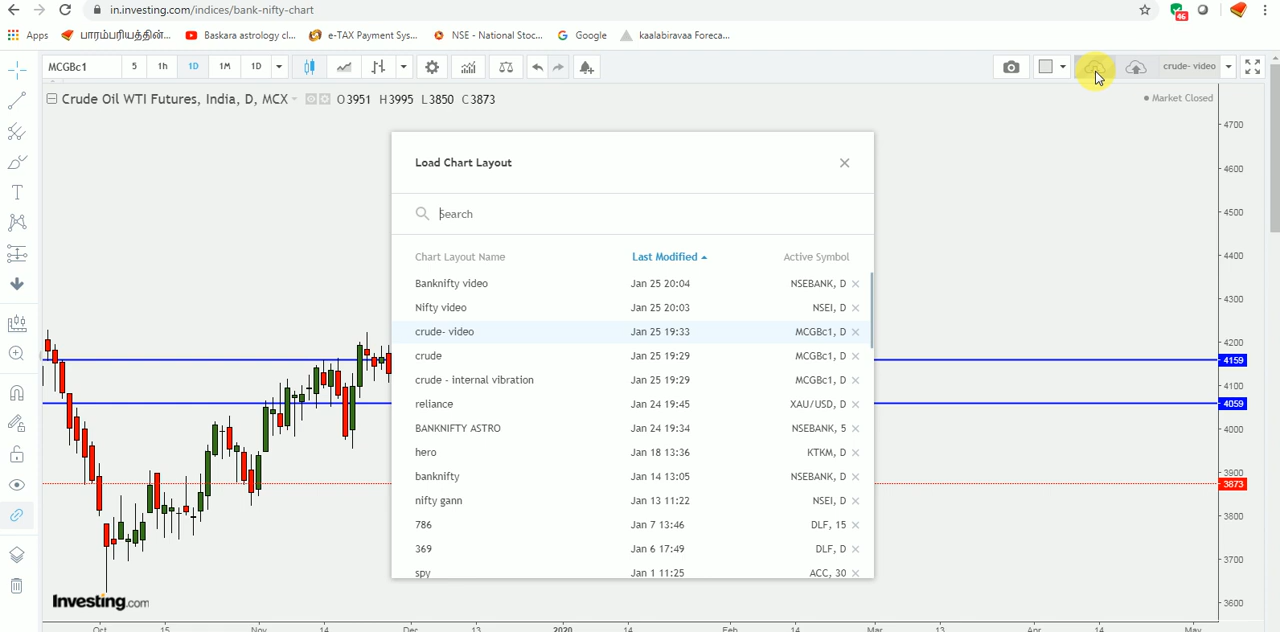 in.investing.com/indices/bank-nifty-chart
46
Apps
பாரம்பரியத்தின்...
Baskara astrology cl...
e-TAX Payment Sys...
NSE - National Stoc...
Google
kaalabiravaa Foreca...
MCGBc1
5
1h
1D
1M
1D
crude- video
Crude Oil WTI Futures, India, D, MCX
O3951 H3995 L3850 C3873
Market Closed
Load Chart Layout
Search
Chart Layout Name Last Modified Active Symbol
Banknifty video Jan 25 20:04 NSEBANK, D
Nifty video Jan 25 20:03 NSEI, D
crude- video Jan 25 19:33 MCGBc1, D
crude Jan 25 19:29 MCGBc1, D
crude - internal vibration Jan 25 19:29 MCGBc1, D
reliance Jan 24 19:45 XAU/USD, D
BANKNIFTY ASTRO Jan 24 19:34 NSEBANK, 5
hero Jan 18 13:36 KTKM, D
banknifty Jan 14 13:05 NSEBANK, D
nifty gann Jan 13 11:22 NSEI, D
786 Jan 7 13:46 DLF, 15
369 Jan 6 17:49 DLF, D
spy Jan 1 11:25 ACC, 30
4700
4600
4500
4400
4300
4200
4159
4100
4059
4000
3900
3873
3800
3700
3600
Investing.com
Oct 15 Nov 14 Dec 2020 14 Feb 14 Mar 13 Apr 14 May